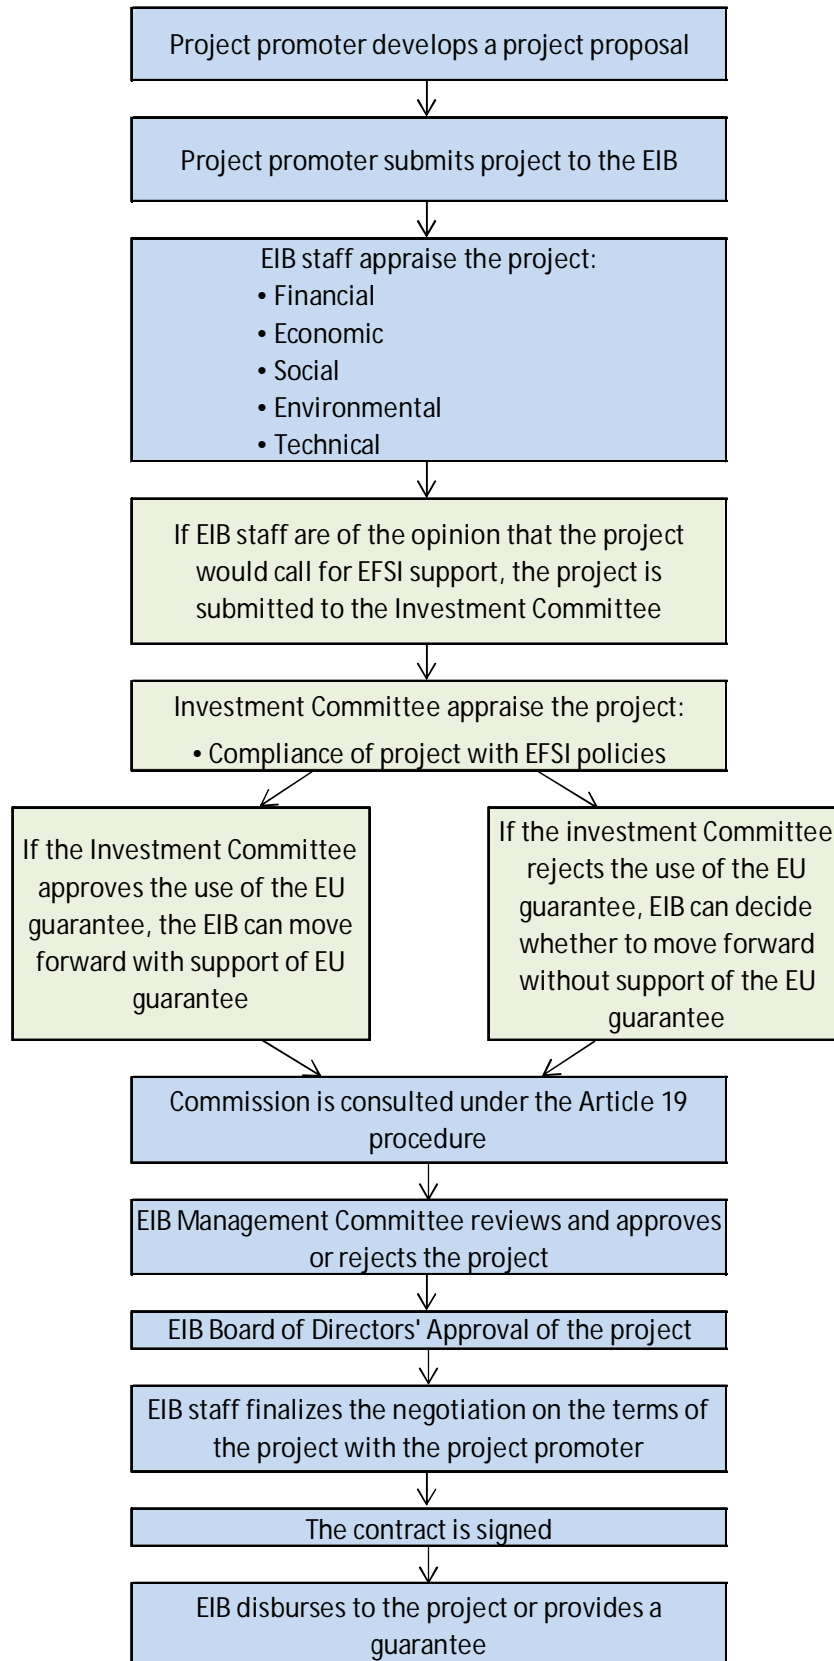 Project promoter develops a project proposal
Project promoter submits project to the EIB
EIB staff appraise the project:
• Financial
• Economic
• Social
• Environmental
• Technical
If EIB staff are of the opinion that the project
would call for EFSI support, the project is
submitted to the Investment Committee
Investment Committee appraise the project:
• Compliance of project with EFSI policies
If the Investment Committee
approves the use of the EU
guarantee, the EIB can move
forward with support of EU
guarantee
If the investment Committee
rejects the use of the EU
guarantee, EIB can decide
whether to move forward
without support of the EU
guarantee
Commission is consulted under the Article 19
procedure
EIB Management Committee reviews and approves
or rejects the project
EIB Board of Directors' Approval of the project
EIB staff finalizes the negotiation on the terms of
the project with the project promoter
The contract is signed
EIB disburses to the project or provides a
guarantee